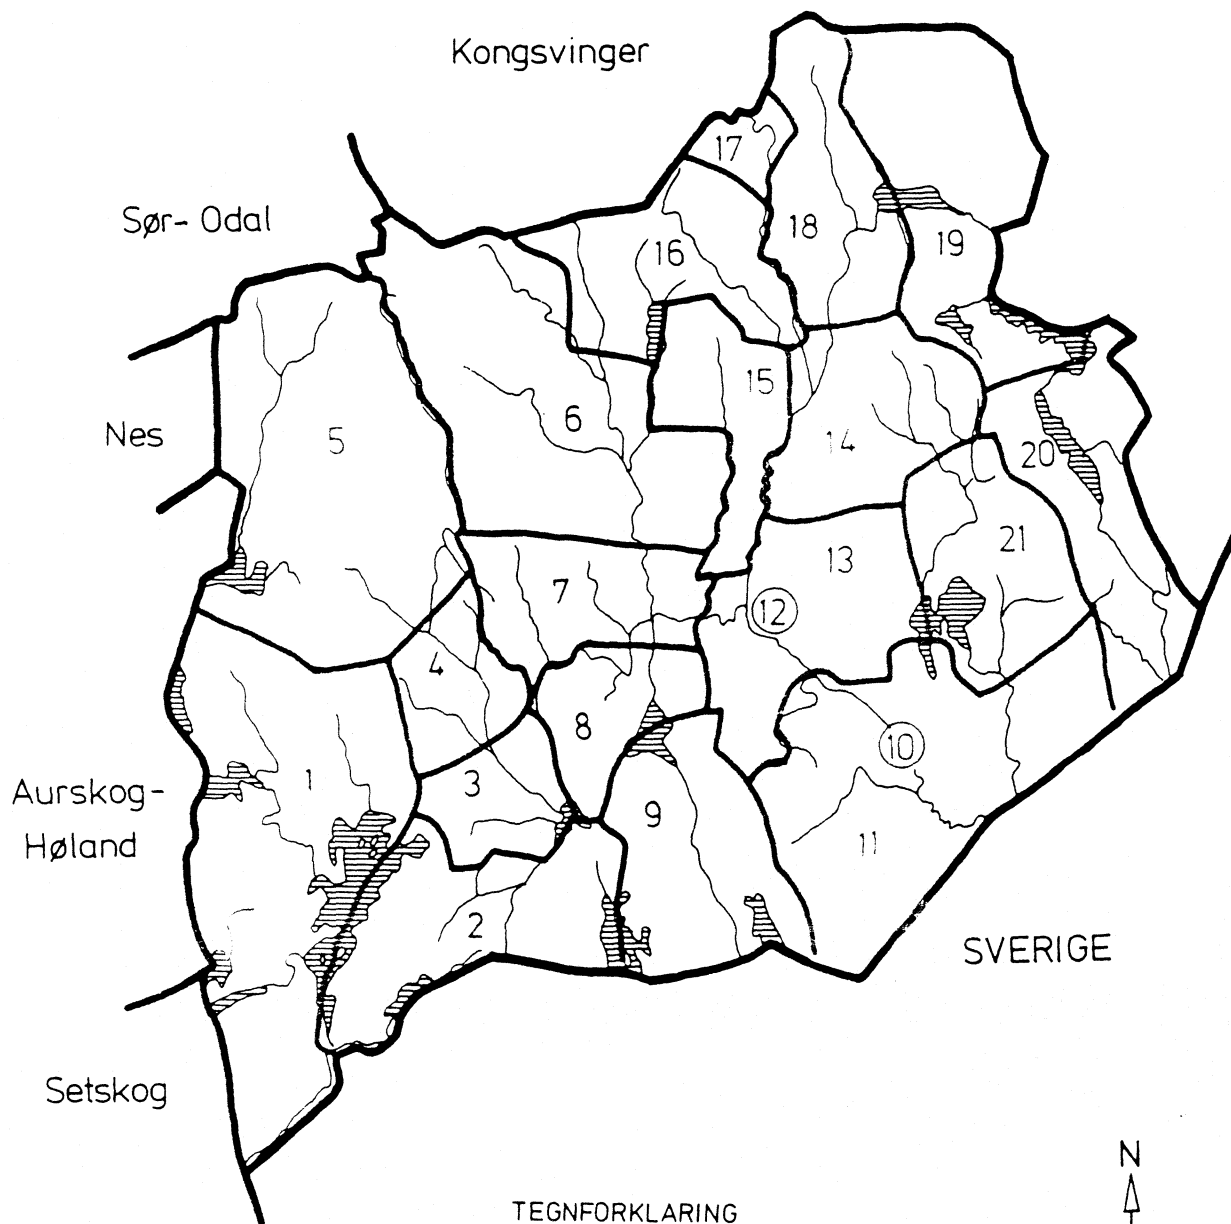 Kongsvinger
17
Sør- Odal
18
19
16
15
6
Nes
5
14
20
21
13
7
12
4
8
10
1
3
Aurskog-
Høland
9
11
2
SVERIGE
Setskog
N
TEGNFORKLARING